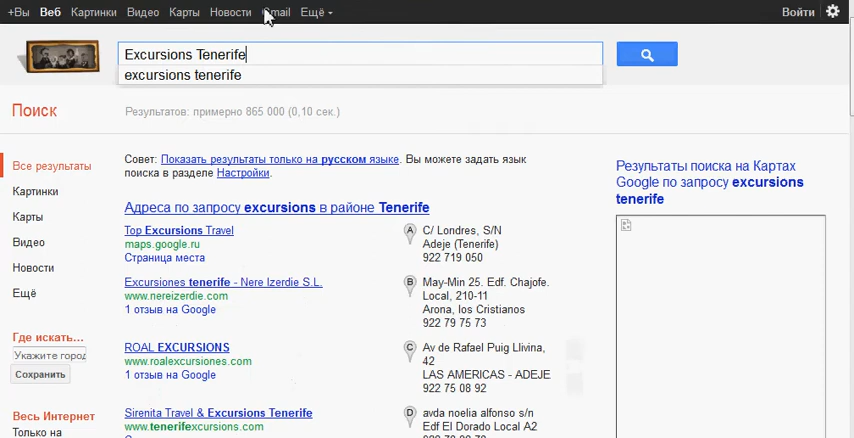 +Вы Веб Картинки Видео Карты Новости Gmail Ещё Войти
Excursions Tenerife
excursions tenerife
Поиск
Результатов: примерно 865 000 (0,10 сек.)
Все результаты
Картинки
Карты
Видео
Новости
Ещё
Где искать...
Укажите город
Сохранить
Весь Интернет
Только на
Совет: Показать результаты только на русском языке. Вы можете задать язык
поиска в разделе Настройки.
Адреса по запросу excursions в районе Tenerife
Top Excursions Travel
maps.google.ru
Страница места
C/ Londres, S/N
Adeje (Tenerife)
922 719 050
A
Excursiones tenerife - Nere Izerdie S.L.
www.nereizerdie.com
1 отзыв на Google
B
May-Min 25. Edf. Chajofe.
Local, 210-11
Arona, los Cristianos
922 79 75 73
ROAL EXCURSIONS
www.roalexcursiones.com
1 отзыв на Google
C
Av de Rafael Puig Llivina,
42
LAS AMERICAS - ADEJE
922 75 08 92
Sirenita Travel & Excursions Tenerife
www.tenerifexcursions.com
D
avda noelia alfonso s/n
Edf El Dorado Local A2
Результаты поиска на Картах
Google по запросу excursions
tenerife